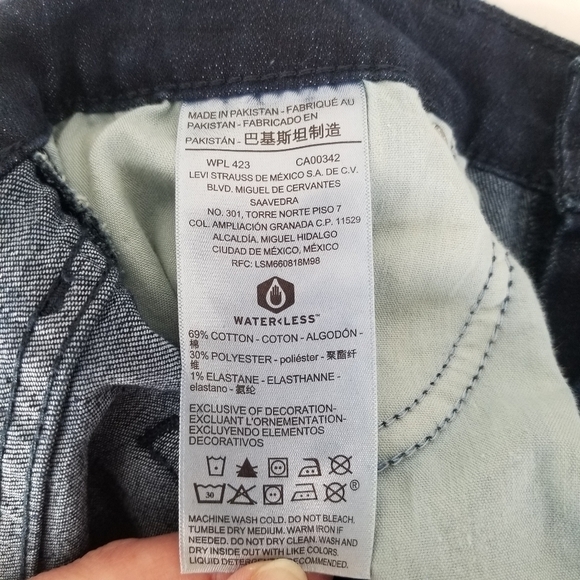 MADE IN PAKISTAN - FABRIQUÉ AU
PAKISTAN - FABRICADO EN
PAKISTÁN - 巴基斯坦制造
WPL 423 CA00342
LEVI STRAUSS DE MÉXICO S.A. DE C.V.
BLVD. MIGUEL DE CERVANTES
SAAVEDRA
NO. 301, TORRE NORTE PISO 7
COL. AMPLIACIÓN GRANADA C.P. 11529
ALCALDÍA, MIGUEL HIDALGO
CIUDAD DE MÉXICO, MÉXICO
RFC: LSM660818M98
WATER<LESS™
69% COTTON - COTON - ALGODÓN -
棉
30% POLYESTER - poliéster - 聚酯纤
维
1% ELASTANE - ELASTHANNE -
elastano - 氨纶
EXCLUSIVE OF DECORATION-
EXCLUANT L'ORNEMENTATION-
EXCLUYENDO ELEMENTOS
DECORATIVOS
30 ®
MACHINE WASH COLD. DO NOT BLEACH.
TUMBLE DRY MEDIUM. WARM IRON IF
NEEDED. DO NOT DRY CLEAN. WASH AND
DRY INSIDE OUT WITH LIKE COLORS.
LIQUID DETERGENT RECOMMENDED.